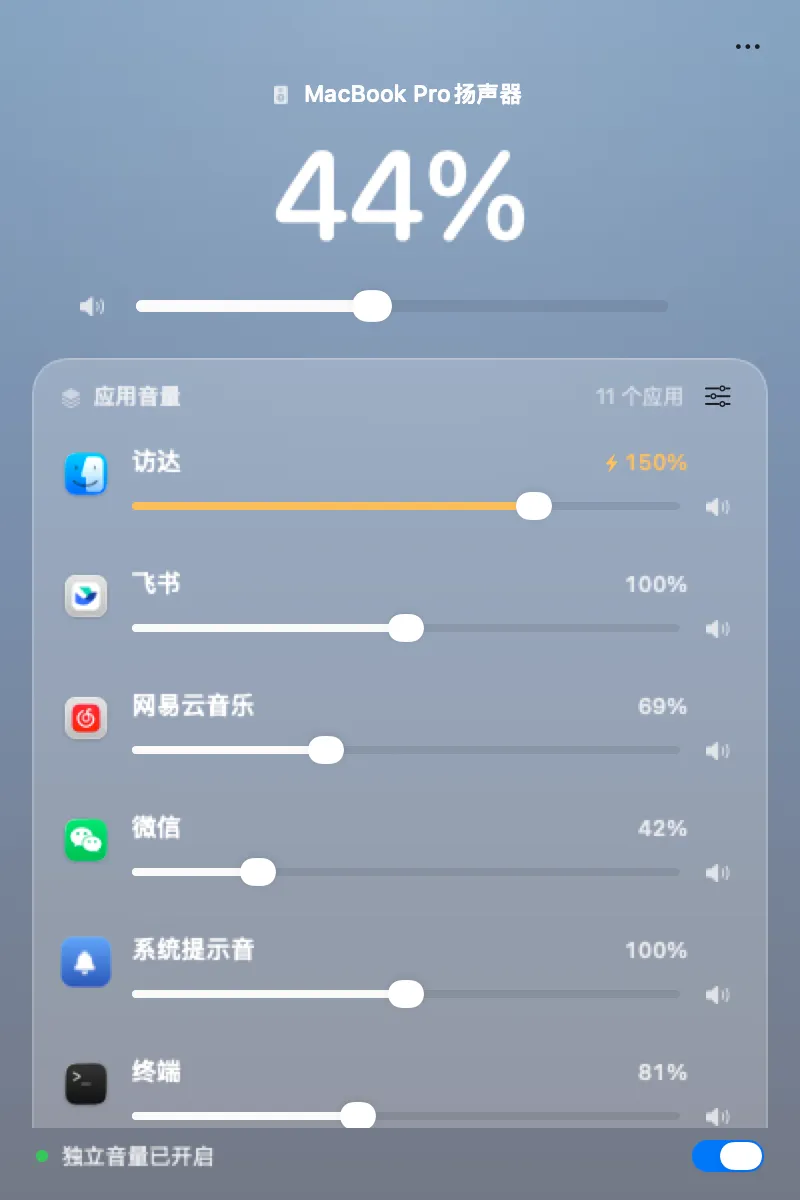 MacBook Pro扬声器
44%
应用音量
11 个应用
访达
150%
飞书
100%
网易云音乐
69%
微信
42%
系统提示音
100%
终端
81%
独立音量已开启